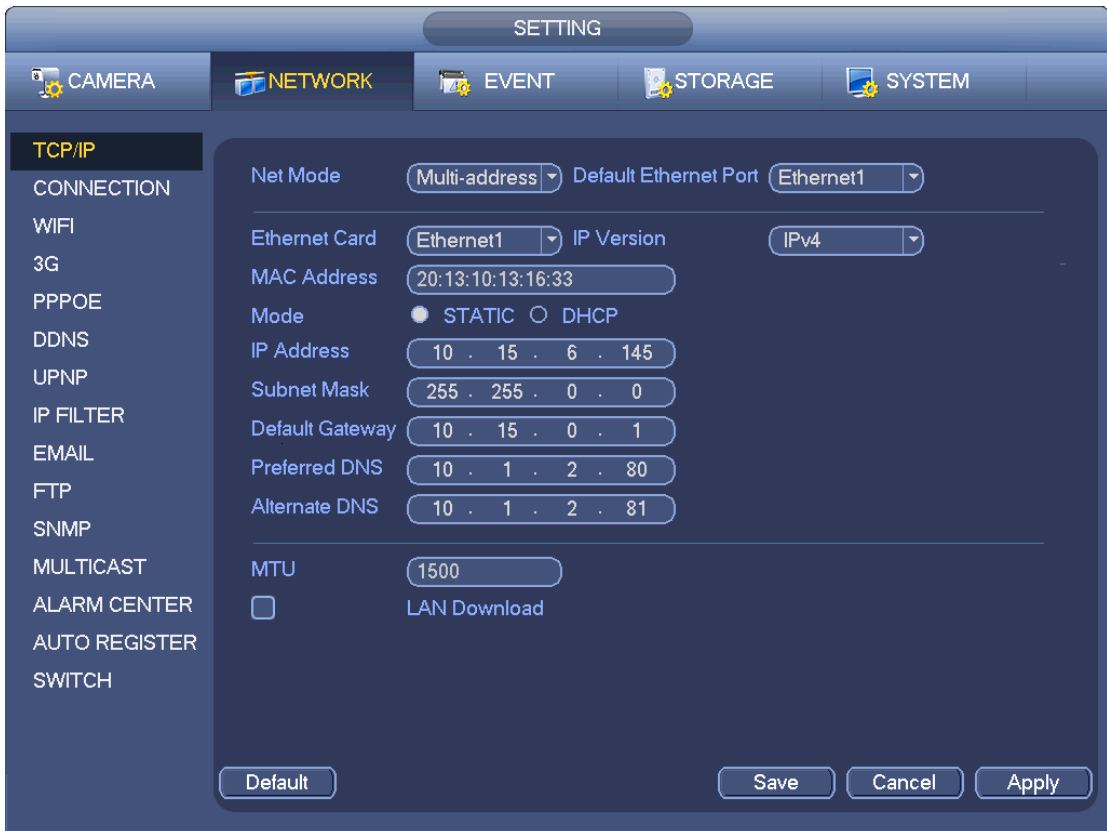 SETTING
CAMERA NETWORK EVENT STORAGE SYSTEM
TCP/IP
CONNECTION
WIFI
3G
PPPOE
DDNS
UPNP
IP FILTER
EMAIL
FTP
SNMP
MULTICAST
ALARM CENTER
AUTO REGISTER
SWITCH
Net Mode Multi-address Default Ethernet Port Ethernet1
Ethernet Card Ethernet1 IP Version IPv4
MAC Address 20:13:10:13:16:33
Mode STATIC DHCP
IP Address 10 . 15 . 6 . 145
Subnet Mask 255 . 255 . 0 . 0
Default Gateway 10 . 15 . 0 . 1
Preferred DNS 10 . 1 . 2 . 80
Alternate DNS 10 . 1 . 2 . 81
MTU 1500
LAN Download
Default Save Cancel Apply